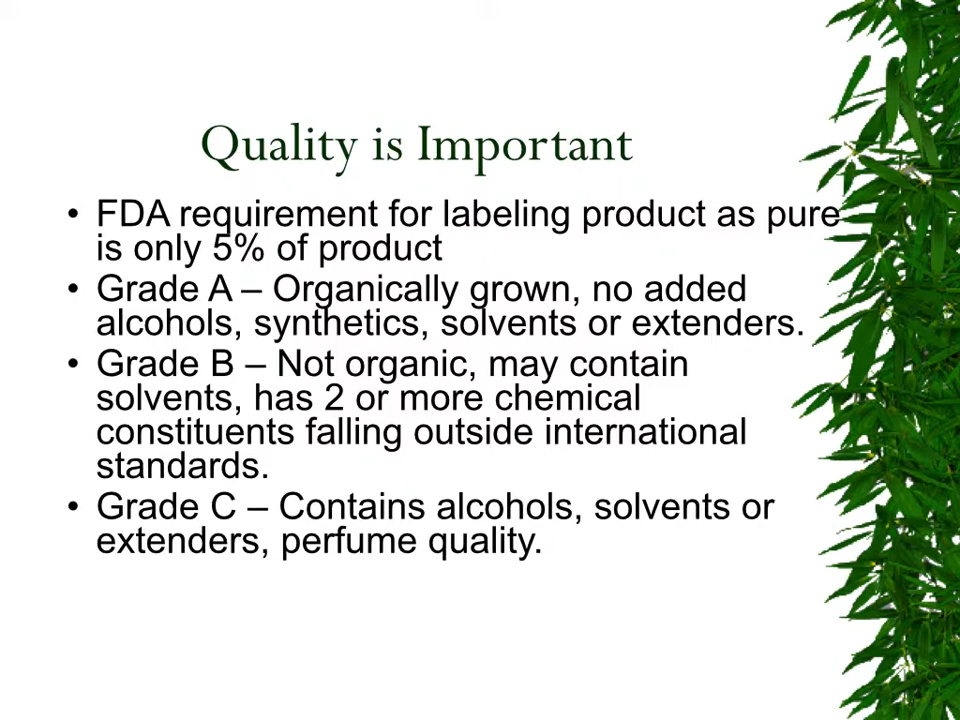 Quality is Important
• FDA requirement for labeling product as pure
is only 5% of product
• Grade A – Organically grown, no added
alcohols, synthetics, solvents or extenders.
• Grade B – Not organic, may contain
solvents, has 2 or more chemical
constituents falling outside international
standards.
• Grade C – Contains alcohols, solvents or
extenders, perfume quality.